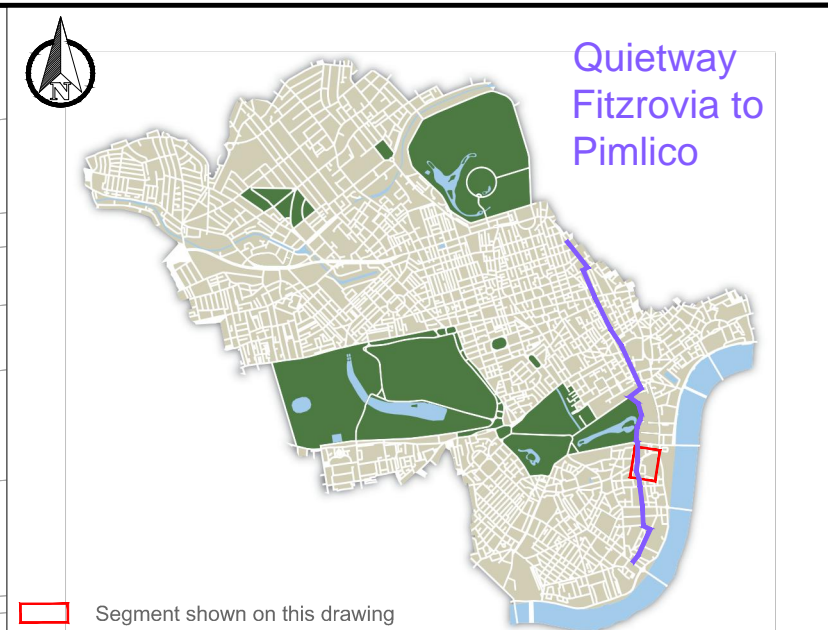 N
Quietway
Fitzrovia to
Pimlico
Segment shown on this drawing